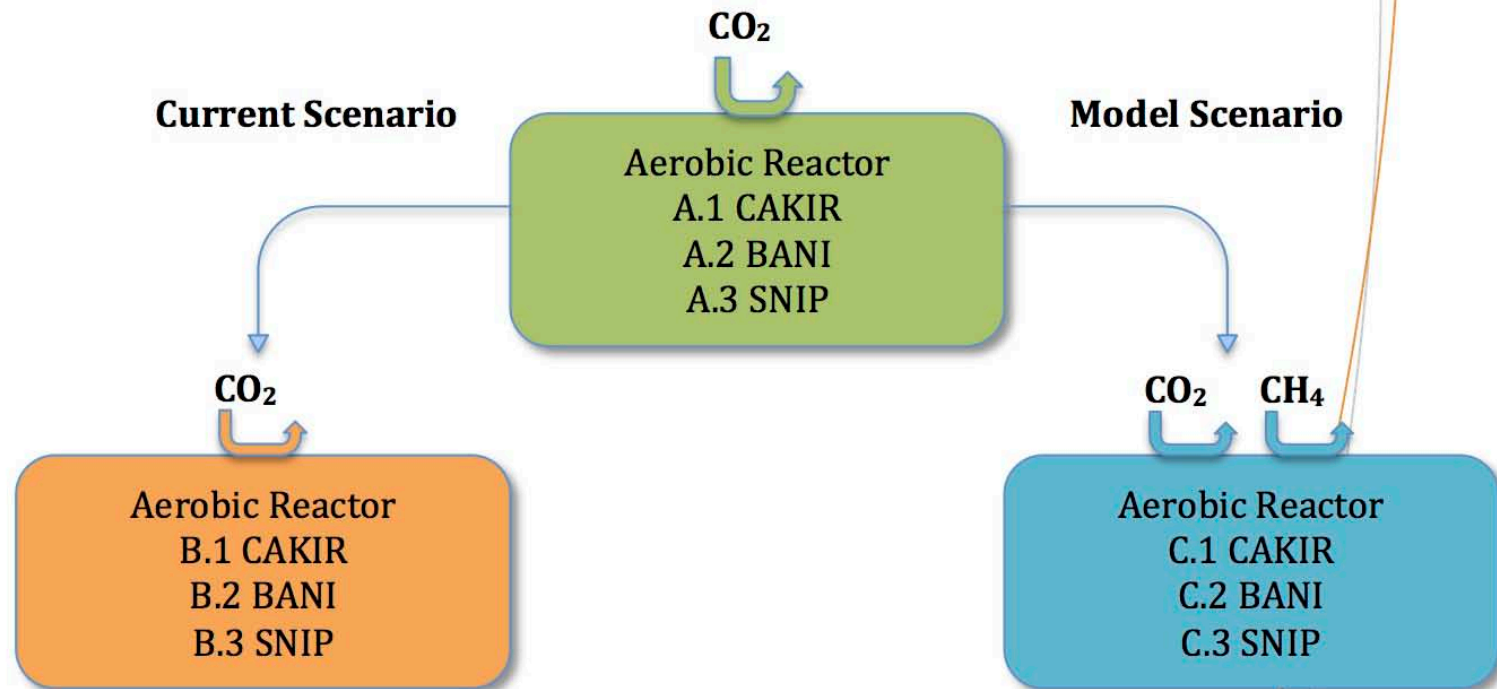 CO₂
Current Scenario
Model Scenario
Aerobic Reactor
A.1 CAKIR
A.2 BANI
A.3 SNIP
CO₂
CO₂ CH₄
Aerobic Reactor
B.1 CAKIR
B.2 BANI
B.3 SNIP
Aerobic Reactor
C.1 CAKIR
C.2 BANI
C.3 SNIP